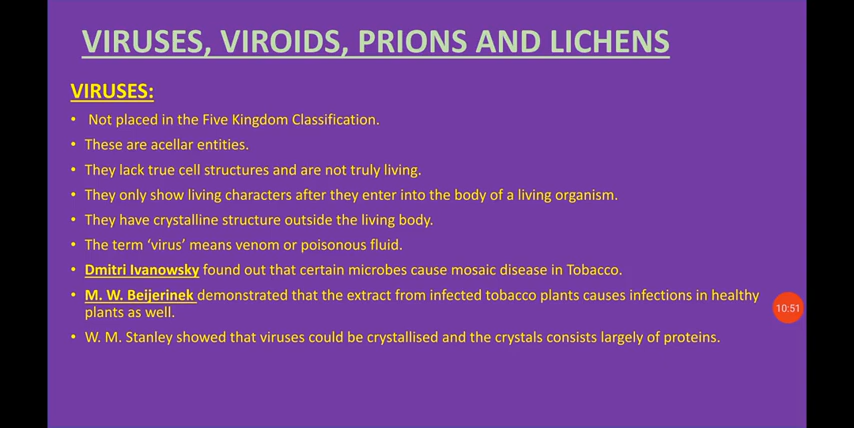 VIRUSES, VIROIDS, PRIONS AND LICHENS
VIRUSES:
• Not placed in the Five Kingdom Classification.
• These are acellar entities.
• They lack true cell structures and are not truly living.
• They only show living characters after they enter into the body of a living organism.
• They have crystalline structure outside the living body.
• The term ‘virus’ means venom or poisonous fluid.
• Dmitri Ivanowsky found out that certain microbes cause mosaic disease in Tobacco.
• M. W. Beijerinek demonstrated that the extract from infected tobacco plants causes infections in healthy
plants as well.
10:51
• W. M. Stanley showed that viruses could be crystallised and the crystals consists largely of proteins.